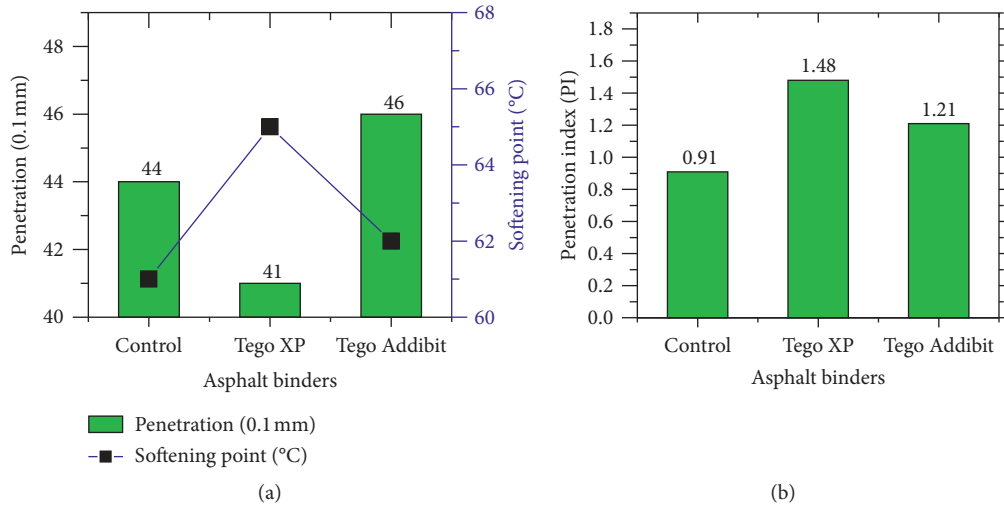 48
46
44
42
40
Penetration (0.1 mm)
44
41
46
68
66
64
62
60
Softening point (°C)
Control
Tego XP
Tego Addibit
Asphalt binders
Penetration (0.1 mm)
Softening point (°C)
(a)
1.8
1.6
1.4
1.2
1.0
0.8
0.6
0.4
0.2
0.0
Penetration index (PI)
0.91
1.48
1.21
Control
Tego XP
Tego Addibit
Asphalt binders
(b)